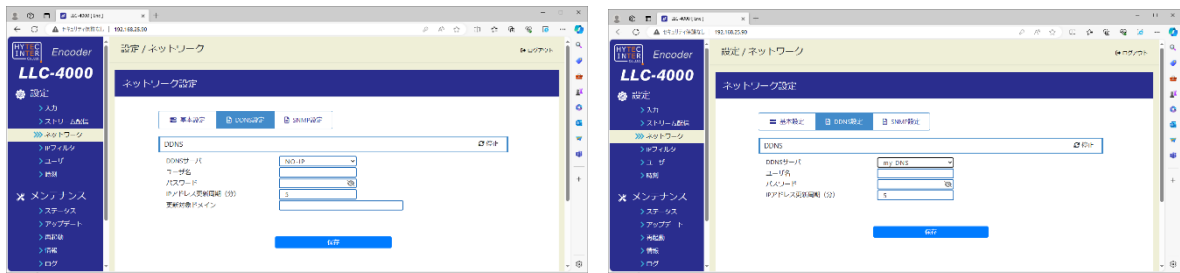 LLC-4000 [Enc]
192.168.25.90
HYTEC
INTER
Encoder
LLC-4000
設定
入力
ストリーム配信
ネットワーク
IPフィルタ
ユーザ
時刻
メンテナンス
ステータス
アップデート
再起動
情報
ログ
設定 / ネットワーク
ログアウト
ネットワーク設定
基本設定
DDNS設定
SNMP設定
DDNS
停止
DDNSサーバ
NO-IP
ユーザ名
パスワード
IPアドレス更新周期(分)
5
更新対象ドメイン
保存
LLC-4000 [Enc]
192.168.25.90
HYTEC
INTER
Encoder
LLC-4000
設定
入力
ストリーム配信
ネットワーク
IPフィルタ
ユーザ
時刻
メンテナンス
ステータス
アップデート
再起動
情報
ログ
設定 / ネットワーク
ログアウト
ネットワーク設定
基本設定
DDNS設定
SNMP設定
DDNS
停止
DDNSサーバ
my DNS
ユーザ名
パスワード
IPアドレス更新周期(分)
5
保存